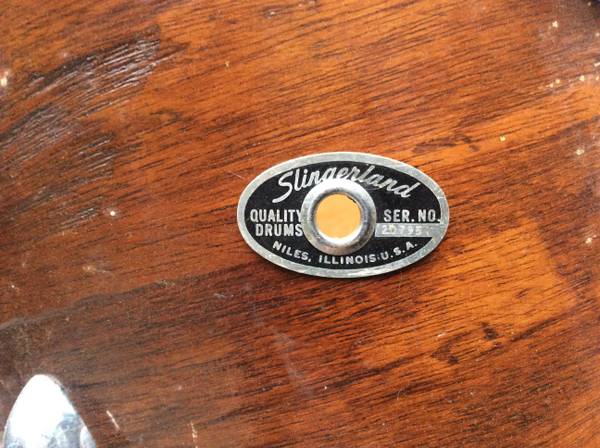 Slingerland
QUALITY DRUMS
SER. NO.
20795
NILES, ILLINOIS U.S.A.